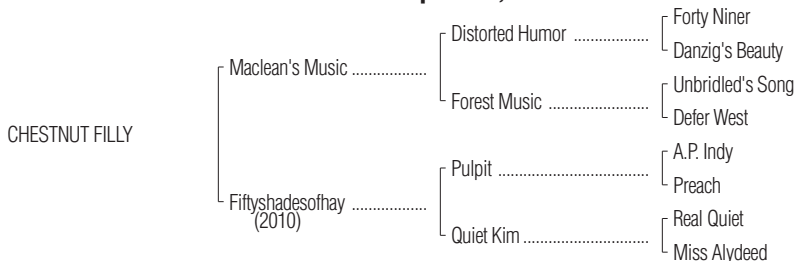 Forty Niner
Distorted Humor ..................
Danzig's Beauty
Maclean's Music ..................
Unbridled's Song
Forest Music ........................
Defer West
CHESTNUT FILLY
A.P. Indy
Pulpit ....................................
Preach
Fiftyshadesofhay ..................
(2010)
Real Quiet
Quiet Kim ..............................
Miss Alydeed